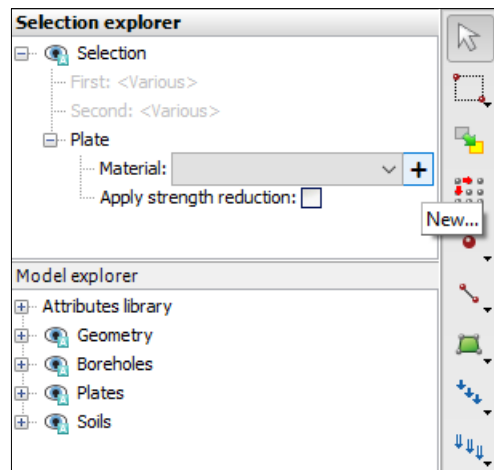 Selection explorer
Selection
First: <Various>
Second: <Various>
Plate
Material:
Apply strength reduction:
New...
Model explorer
Attributes library
Geometry
Boreholes
Plates
Soils